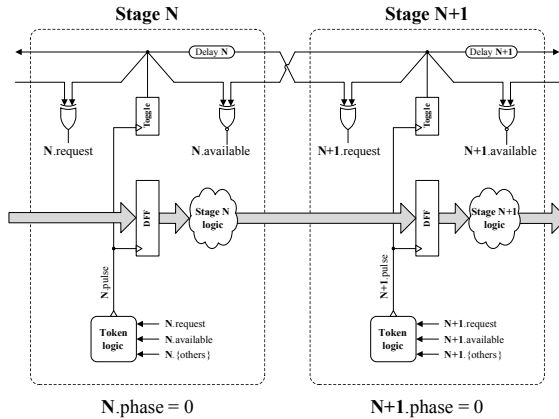 Stage N
Stage N+1
Delay N
Delay N+1
Toggle
Toggle
N.request
N.available
N+1.request
N+1.available
DFF
Stage N
logic
DFF
Stage N+1
logic
N.pulse
N+1.pulse
Token
logic
N.request
N.available
N.{others}
Token
logic
N+1.request
N+1.available
N+1.{others}
N.phase = 0
N+1.phase = 0